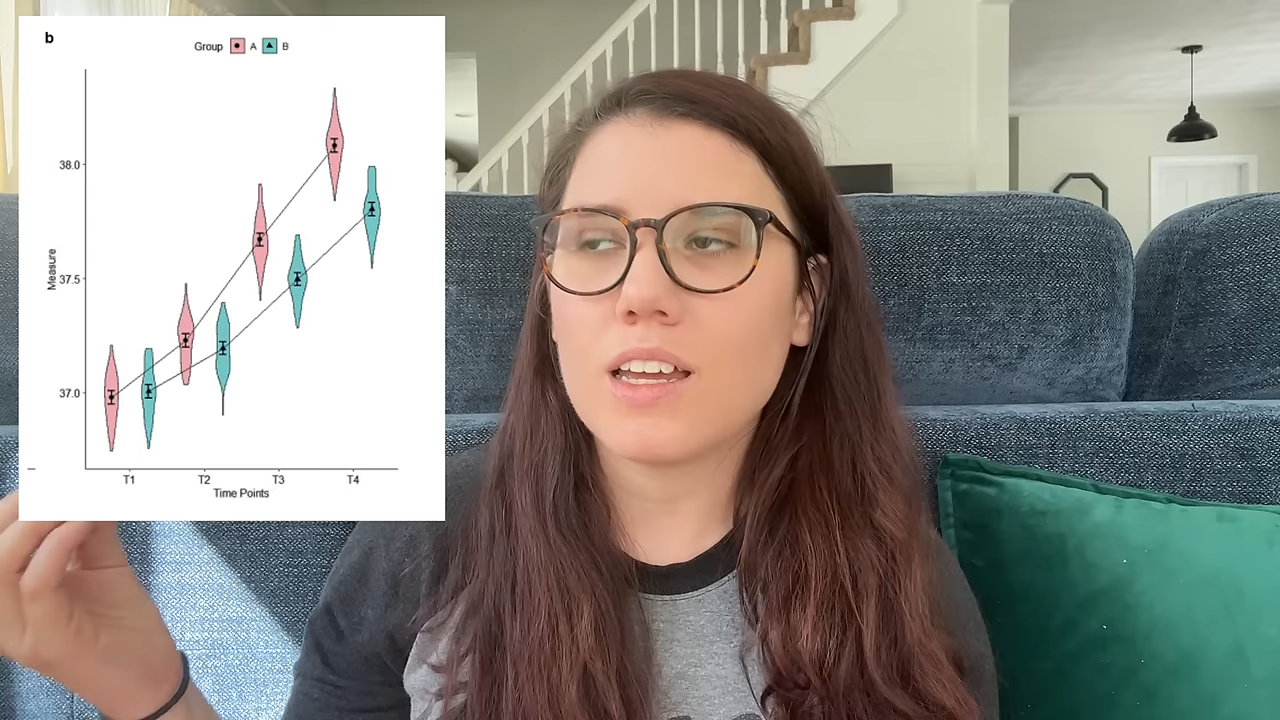 b
Group A B
38.0
37.5
37.0
Measure
T1 T2 T3 T4
Time Points